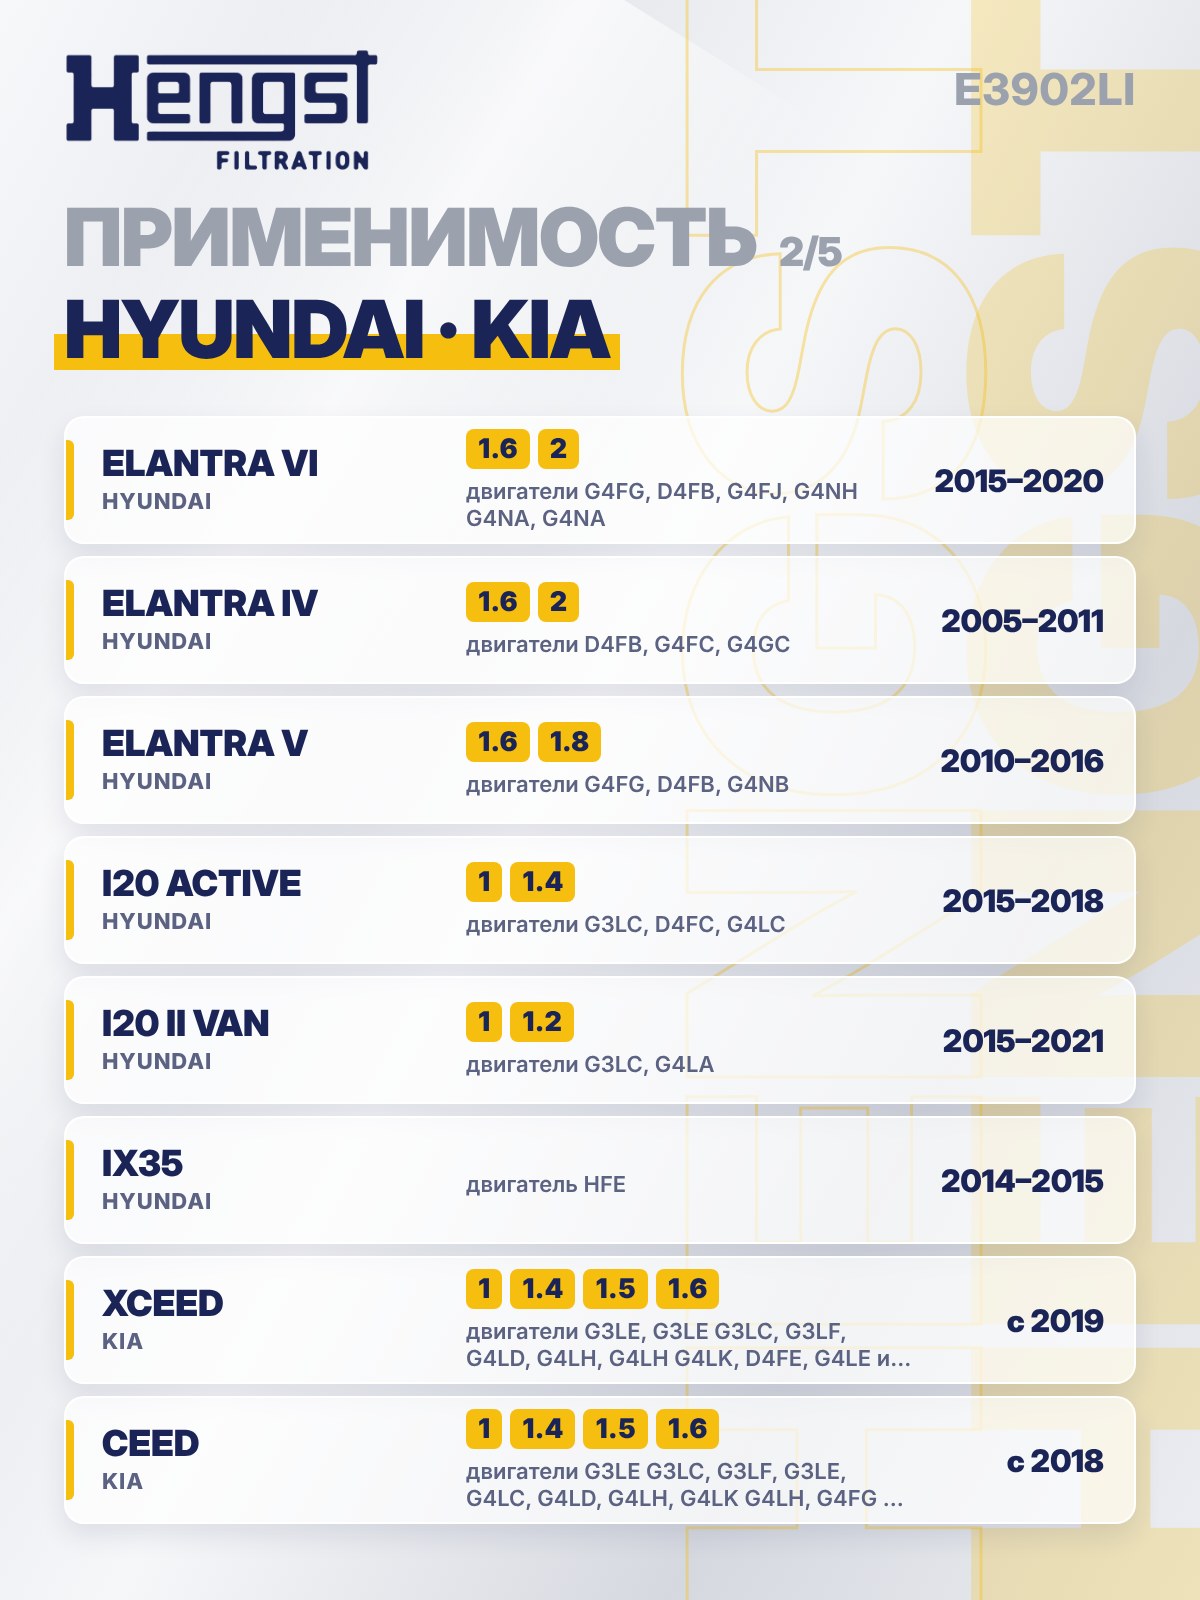 Hengst
FILTRATION
E3902LI
ПРИМЕНИМОСТЬ 2/5
HYUNDAI · KIA
ELANTRA VI
HYUNDAI
1.6 2
двигатели G4FG, D4FB, G4FJ, G4NH
G4NA, G4NA
2015–2020
ELANTRA IV
HYUNDAI
1.6 2
двигатели D4FB, G4FC, G4GC
2005–2011
ELANTRA V
HYUNDAI
1.6 1.8
двигатели G4FG, D4FB, G4NB
2010–2016
I20 ACTIVE
HYUNDAI
1 1.4
двигатели G3LC, D4FC, G4LC
2015–2018
I20 II VAN
HYUNDAI
1 1.2
двигатели G3LC, G4LA
2015–2021
IX35
HYUNDAI
двигатель HFE
2014–2015
XCEED
KIA
1 1.4 1.5 1.6
двигатели G3LE, G3LE G3LC, G3LF,
G4LD, G4LH, G4LH G4LK, D4FE, G4LE и...
с 2019
CEED
KIA
1 1.4 1.5 1.6
двигатели G3LE G3LC, G3LF, G3LE,
G4LC, G4LD, G4LH, G4LK G4LH, G4FG ...
с 2018
HENGST
HENGST